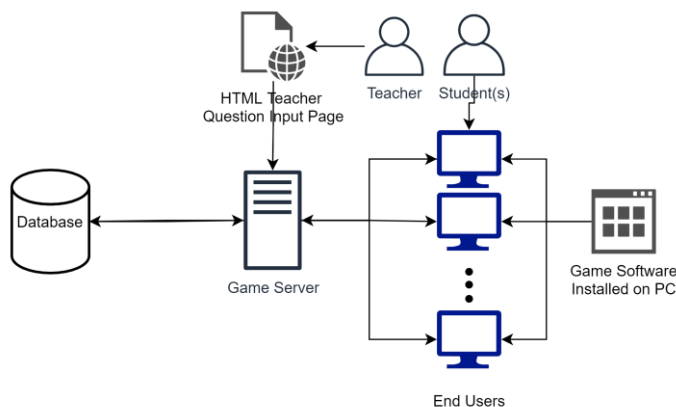 Teacher
Student(s)
HTML Teacher
Question Input Page
Database
Game Server
Game Software
Installed on PC
End Users